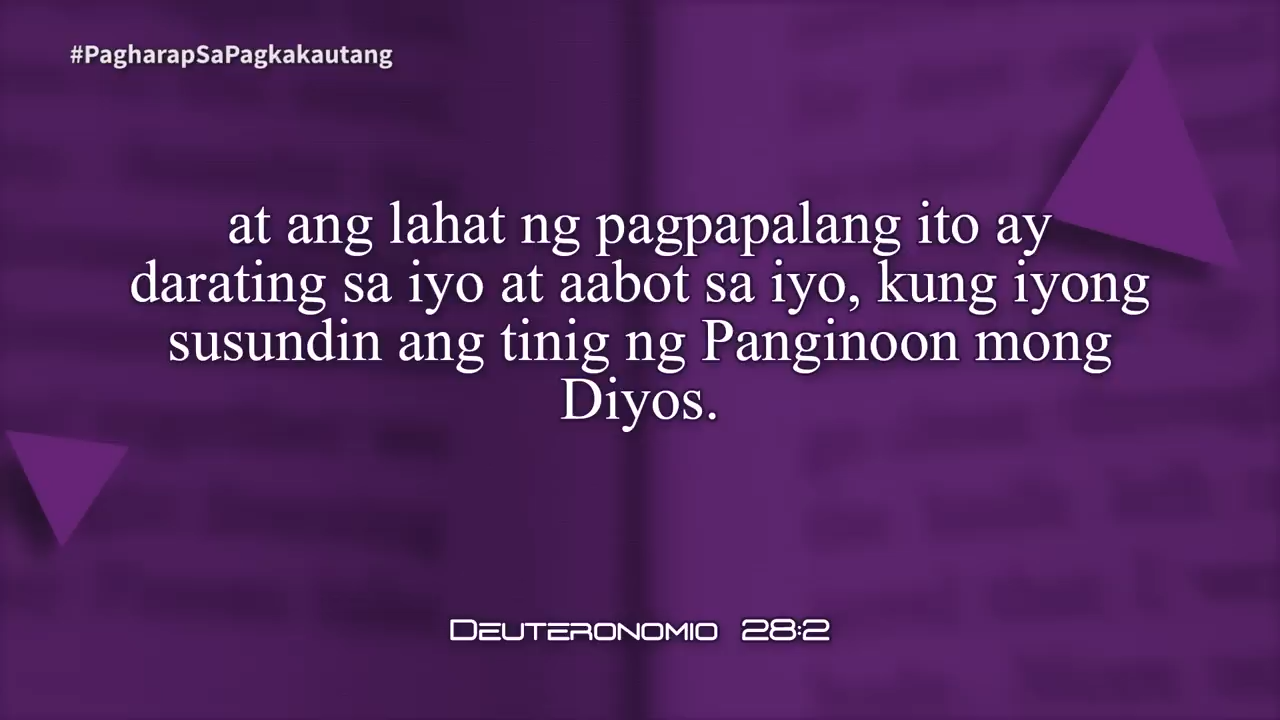 #PagharapSaPagkakautang
at ang lahat ng pagpapalang ito ay
darating sa iyo at aabot sa iyo, kung iyong
susundin ang tinig ng Panginoon mong
Diyos.
DEUTERONOMIO 28:2